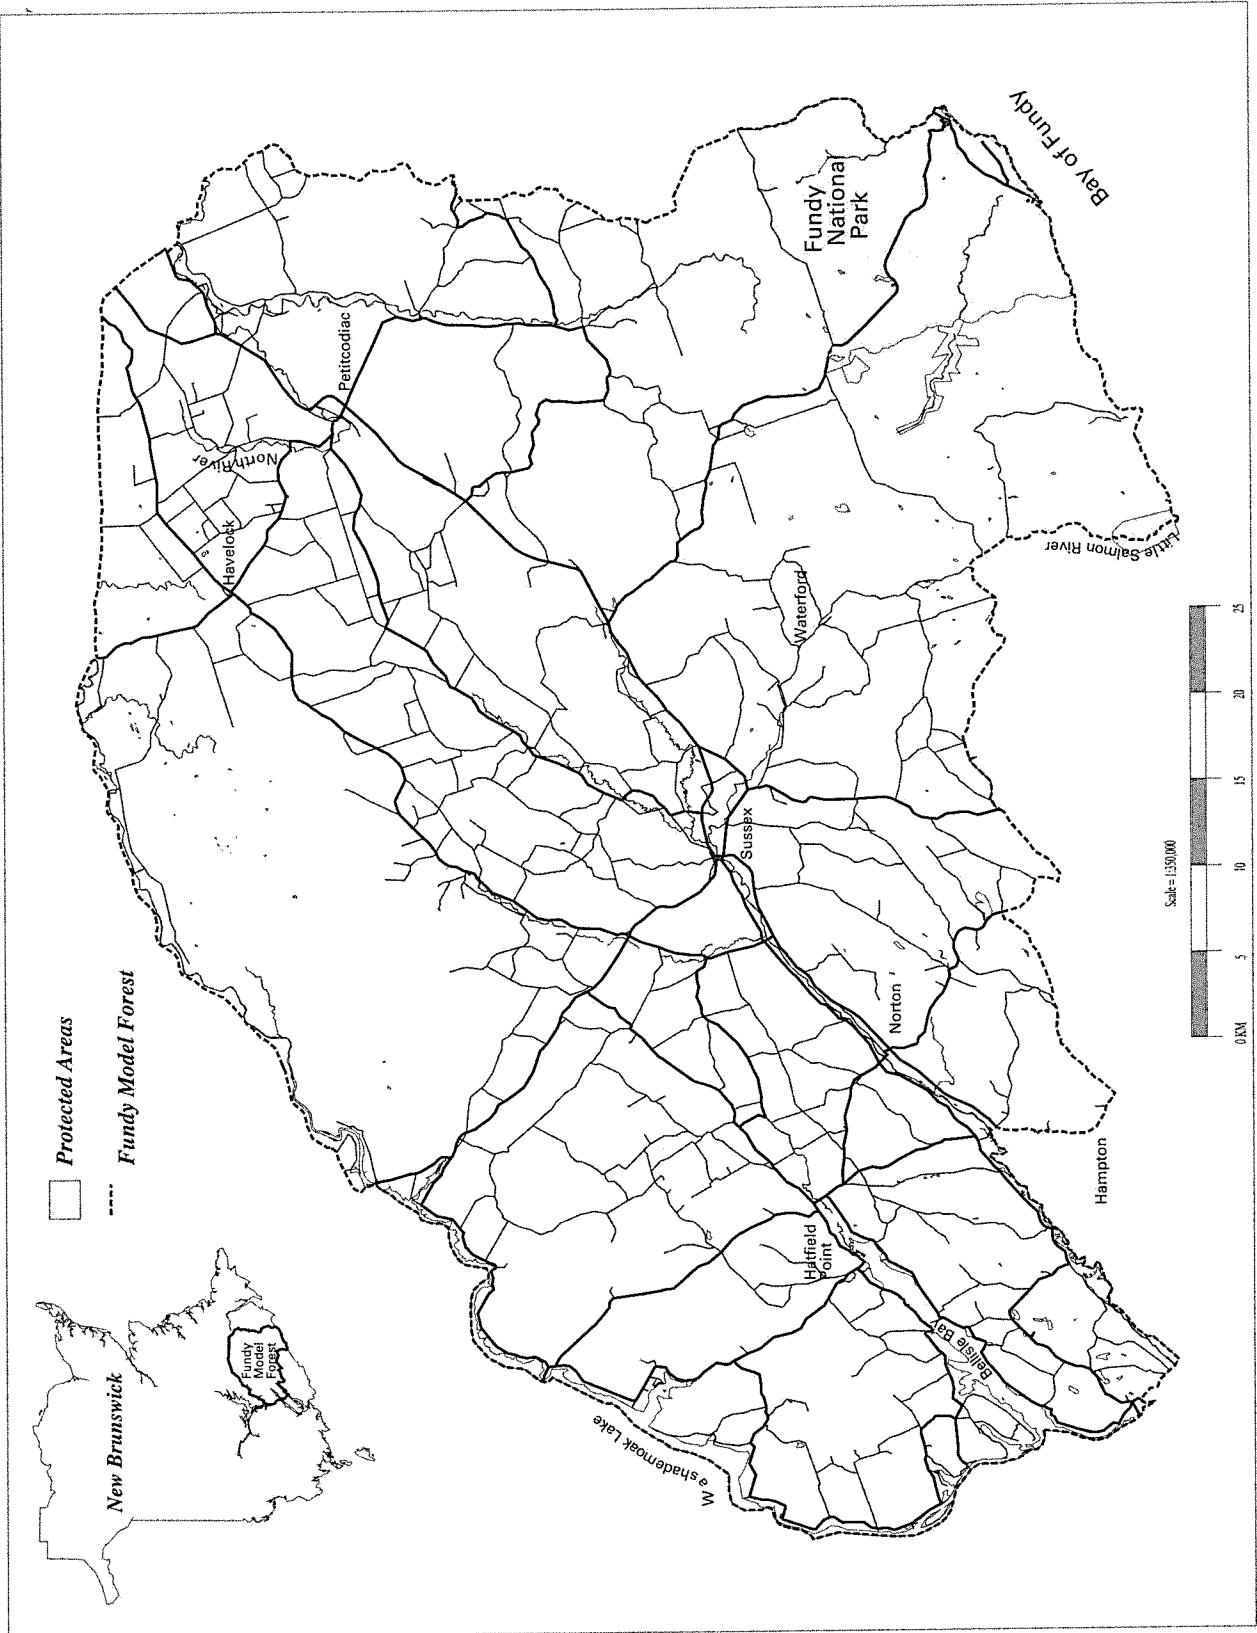 New Brunswick
Fundy
Model
Forest
Protected Areas
Fundy Model Forest
Washademoak Lake
Havelock
North River
Petitcodiac
Hatfield
Point
Bellisle Bay
Sussex
Waterford
Norton
Hampton
Fundy
National
Park
Little Salmon River
Bay of Fundy
Scale = 1:350,000
0 KM 5 10 15 20 25